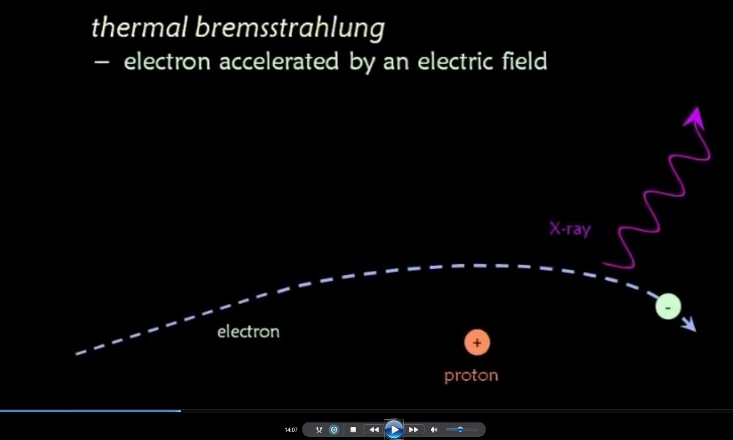 thermal bremsstrahlung
– electron accelerated by an electric field
X-ray
electron
-
+
proton
14:07